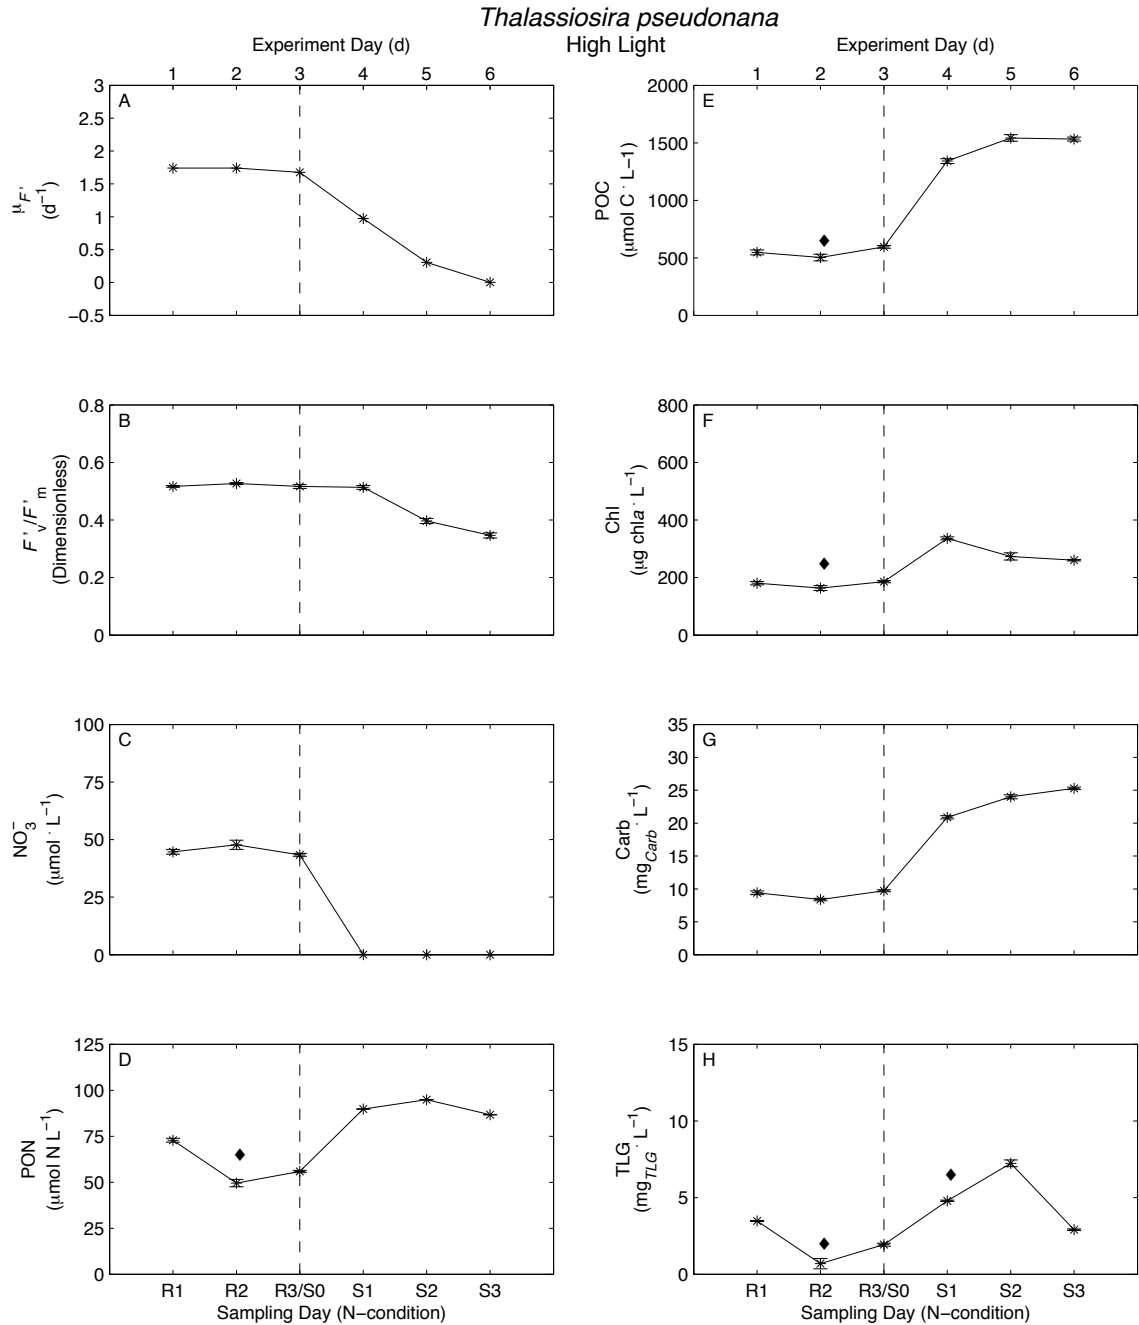 Thalassiosira pseudonana
High Light
Experiment Day (d)
1 2 3 4 5 6
A
3
2.5
2
1.5
1
0.5
0
−0.5
μF'
(d−1)
B
0.8
0.6
0.4
0.2
0
F'v/F'm
(Dimensionless)
C
100
75
50
25
0
NO3−
(μmol · L−1)
D
125
100
75
50
25
0
PON
(μmol N L−1)
R1 R2 R3/S0 S1 S2 S3
Sampling Day (N−condition)
Experiment Day (d)
1 2 3 4 5 6
E
2000
1500
1000
500
0
POC
(μmol C · L−1)
F
800
600
400
200
0
Chl
(μg chla · L−1)
G
35
30
25
20
15
10
5
0
Carb
(mgCarb · L−1)
H
15
10
5
0
TLG
(mgTLG · L−1)
R1 R2 R3/S0 S1 S2 S3
Sampling Day (N−condition)